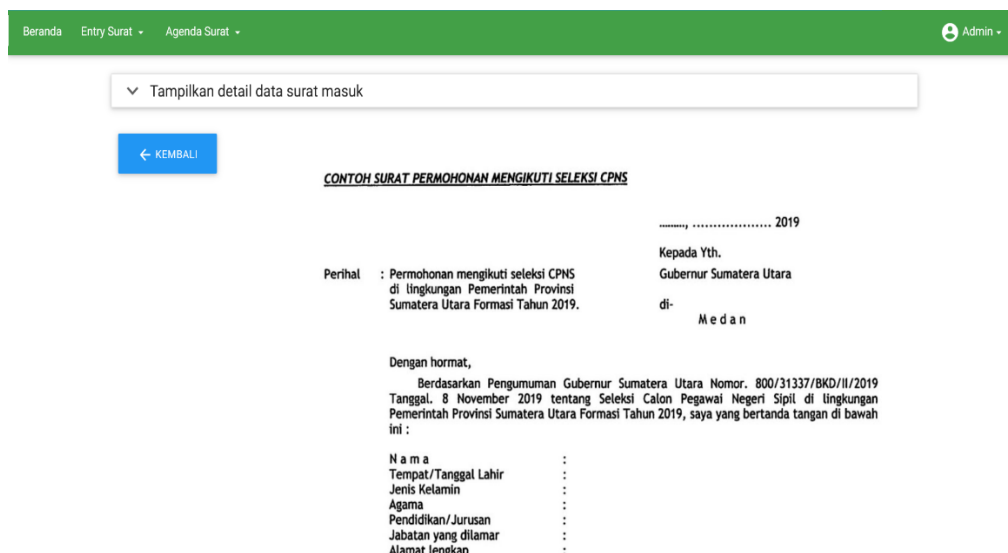 Beranda Entry Surat Agenda Surat Admin
Tampilkan detail data surat masuk
KEMBALI
CONTOH SURAT PERMOHONAN MENGIKUTI SELEKSI CPNS
........, ................... 2019
Kepada Yth.
Perihal : Permohonan mengikuti seleksi CPNS Gubernur Sumatera Utara
di lingkungan Pemerintah Provinsi
Sumatera Utara Formasi Tahun 2019. di-
M e d a n
Dengan hormat,
Berdasarkan Pengumuman Gubernur Sumatera Utara Nomor. 800/31337/BKD/II/2019
Tanggal. 8 November 2019 tentang Seleksi Calon Pegawai Negeri Sipil di lingkungan
Pemerintah Provinsi Sumatera Utara Formasi Tahun 2019, saya yang bertanda tangan di bawah
ini :
N a m a :
Tempat/Tanggal Lahir :
Jenis Kelamin :
Agama :
Pendidikan/Jurusan :
Jabatan yang dilamar :
Alamat lengkap :